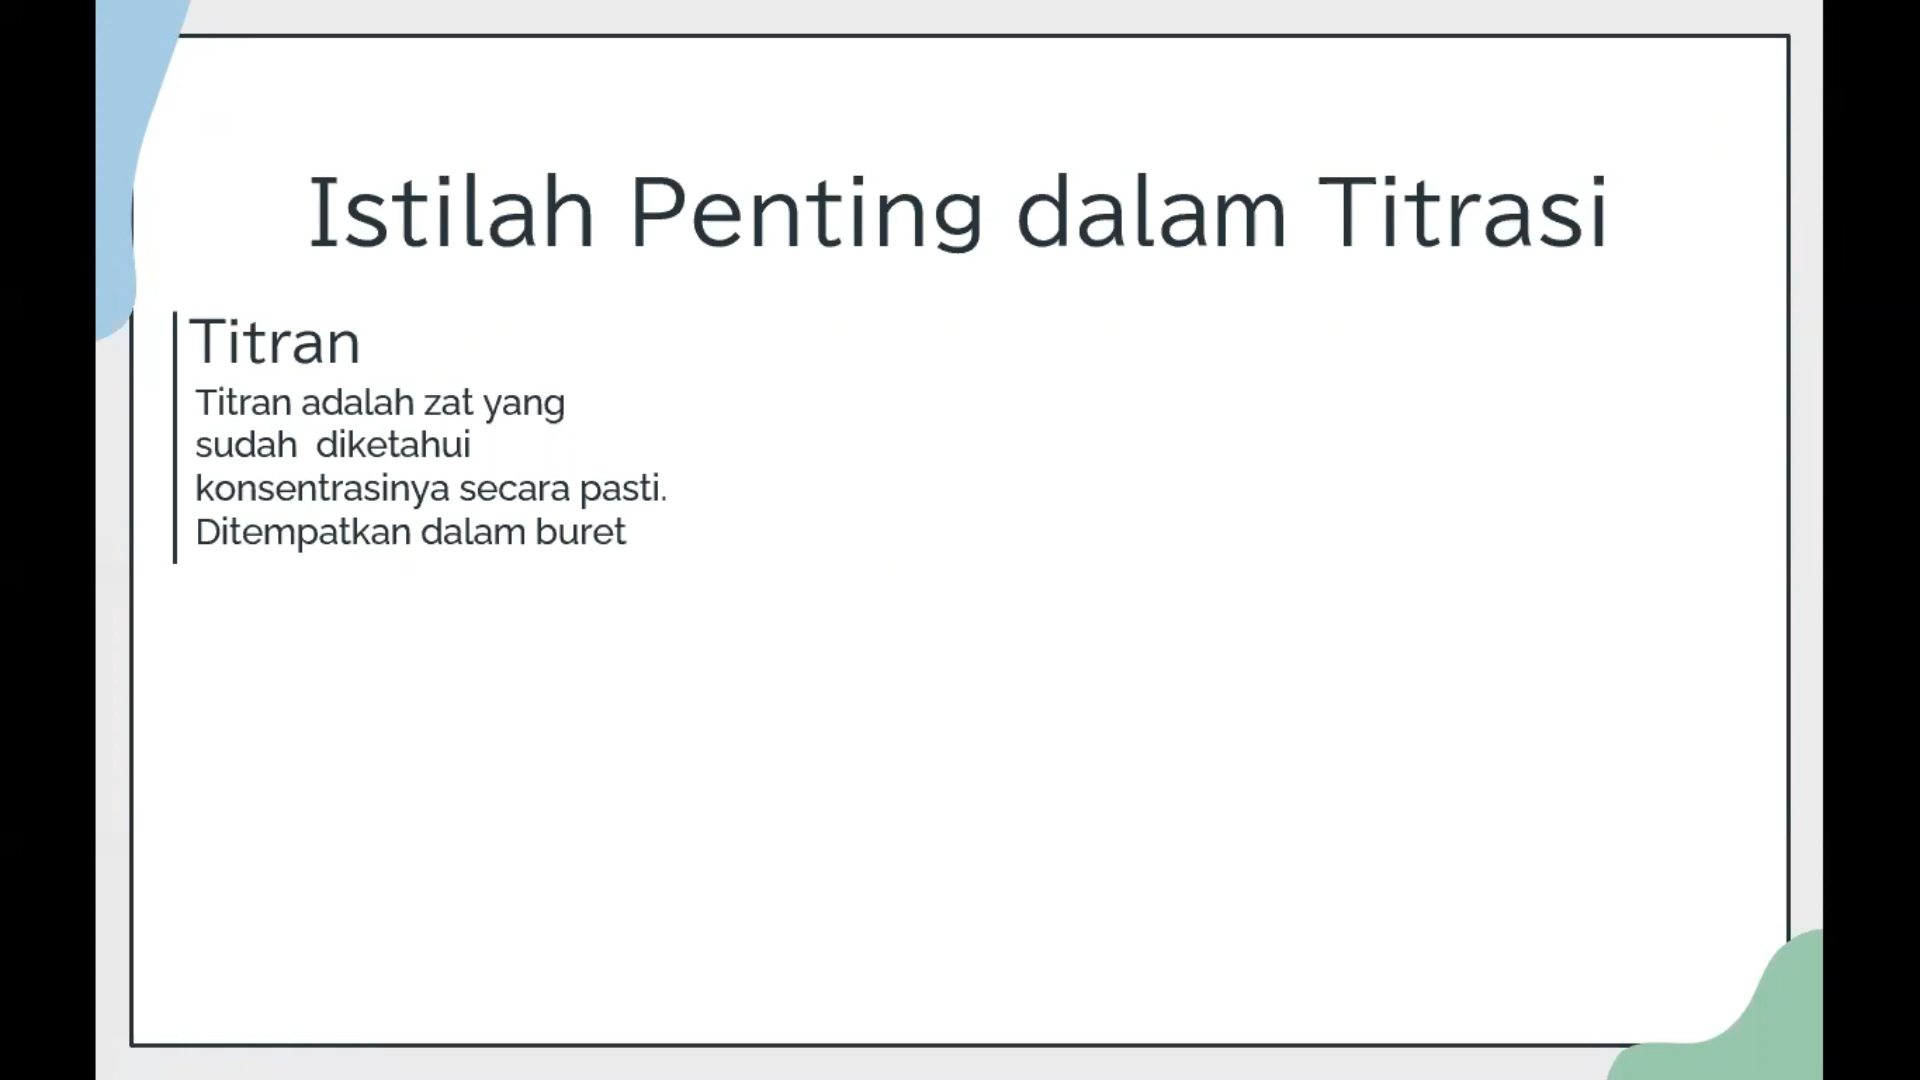 Istilah Penting dalam Titrasi
Titran
Titran adalah zat yang
sudah  diketahui
konsentrasinya secara pasti.
Ditempatkan dalam buret